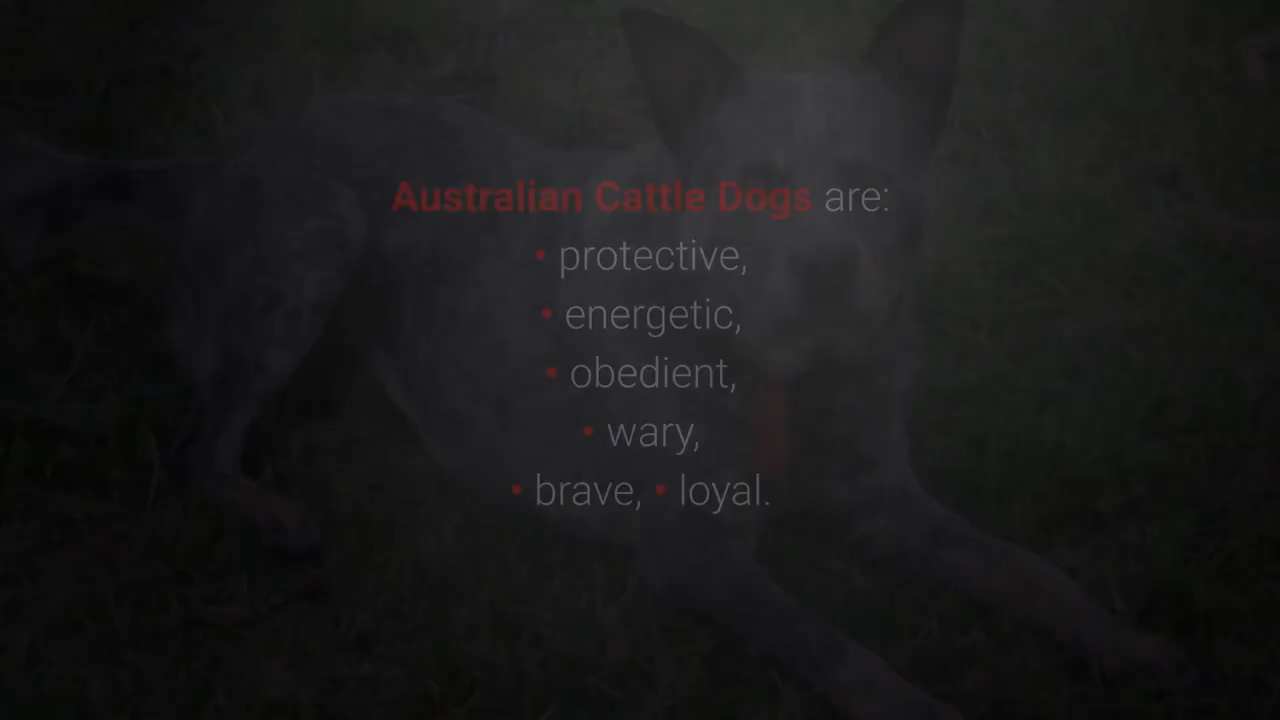 Australian Cattle Dogs are:
• protective,
• energetic,
• obedient,
• wary,
• brave, • loyal.